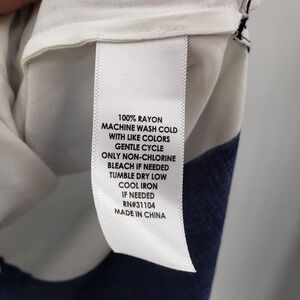 100% RAYON
MACHINE WASH COLD
WITH LIKE COLORS
GENTLE CYCLE
ONLY NON-CHLORINE
BLEACH IF NEEDED
TUMBLE DRY LOW
COOL IRON
IF NEEDED
RN#31104
MADE IN CHINA